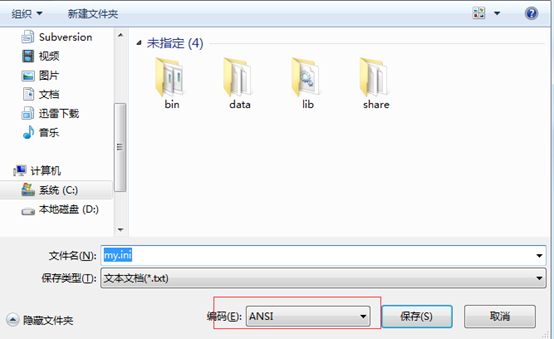 组织 新建文件夹
Subversion
视频
图片
文档
迅雷下载
音乐
计算机
系统 (C:)
本地磁盘 (D:)
未指定 (4)
bin data lib share
文件名(N): my.ini
保存类型(T): 文本文档(*.txt)
隐藏文件夹 编码(E): ANSI 保存(S) 取消